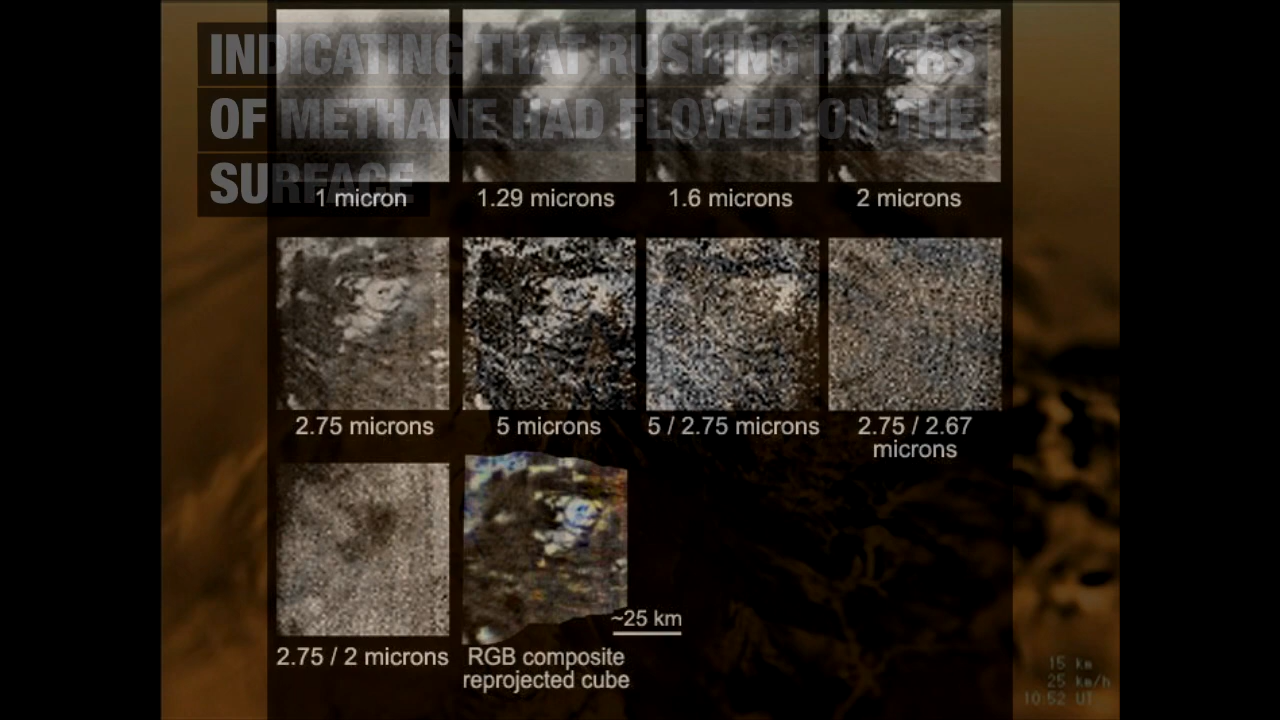 INDICATING THAT RUSHING RIVERS
OF METHANE HAD FLOWED ON THE
SURFACE
1 micron
1.29 microns
1.6 microns
2 microns
2.75 microns
5 microns
5 / 2.75 microns
2.75 / 2.67
microns
2.75 / 2 microns
RGB composite
reprojected cube
~25 km
15 km
25 km/h
10:52 UT